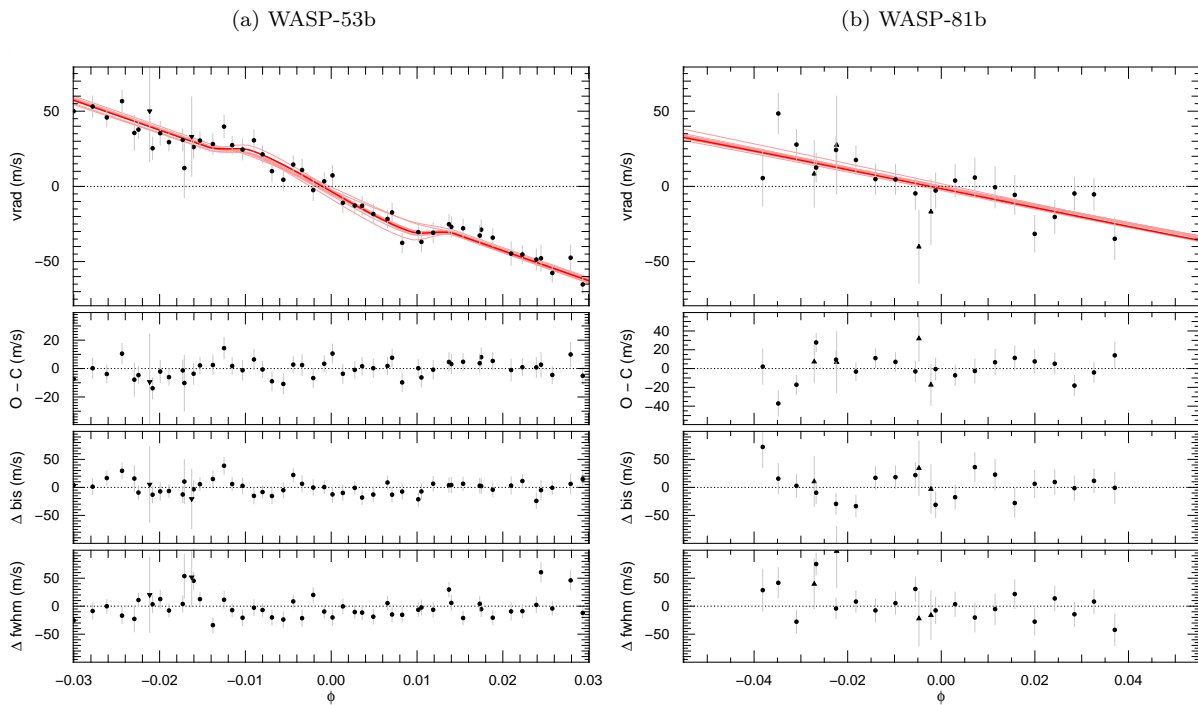 (a) WASP-53b
(b) WASP-81b
50
0
−50
vrad (m/s)
20
0
−20
O − C (m/s)
50
0
−50
Δ bis (m/s)
50
0
−50
Δ fwhm (m/s)
−0.03 −0.02 −0.01 0.00 0.01 0.02 0.03
ϕ
50
0
−50
vrad (m/s)
40
20
0
−20
−40
O − C (m/s)
50
0
−50
Δ bis (m/s)
50
0
−50
Δ fwhm (m/s)
−0.04 −0.02 0.00 0.02 0.04
ϕ